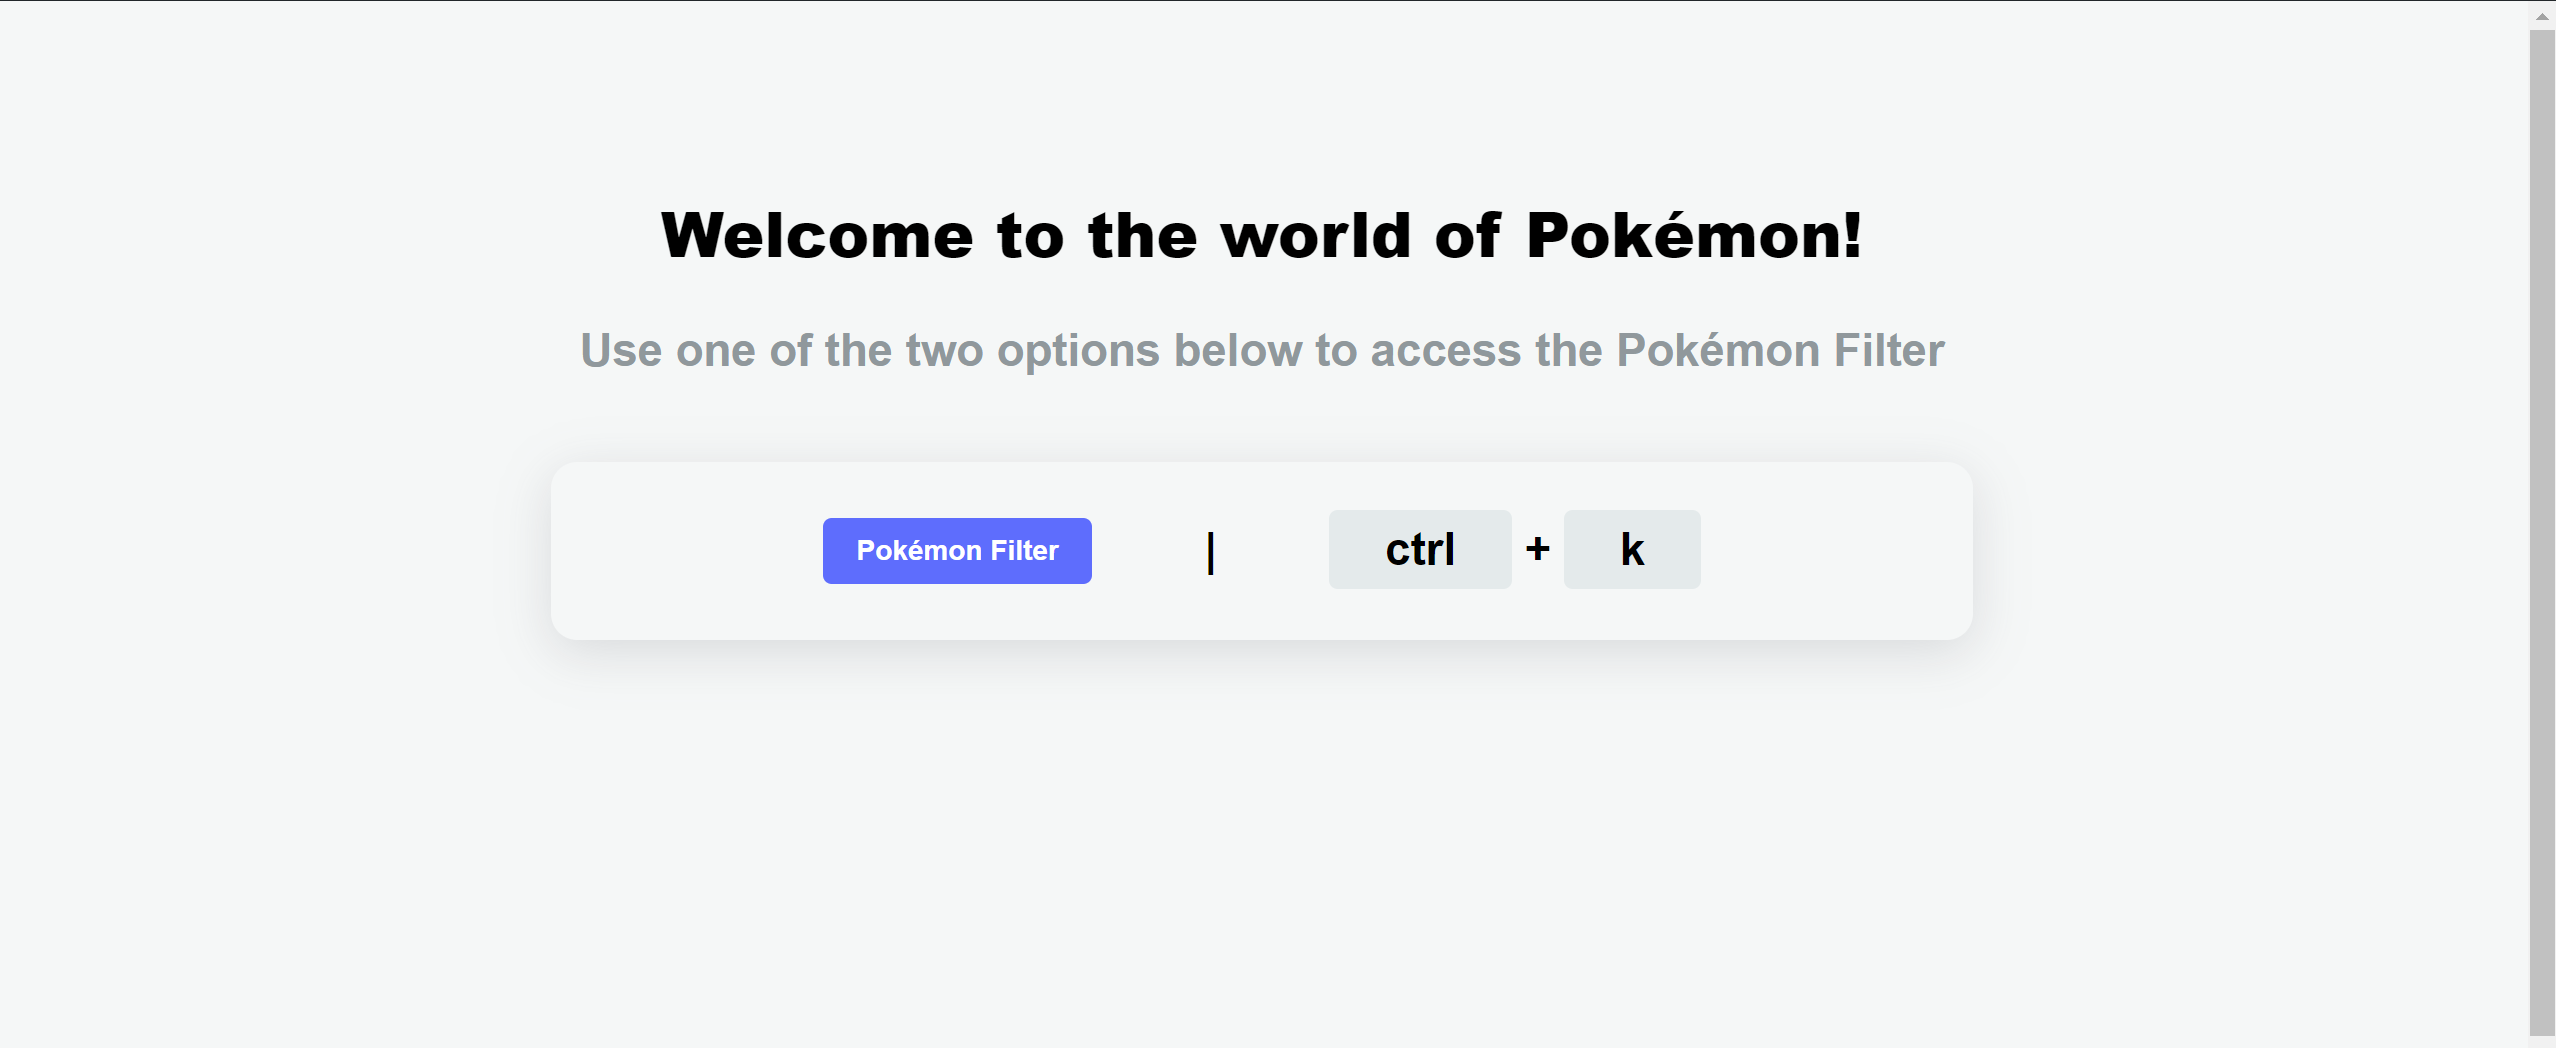 Welcome to the world of Pokémon!
Use one of the two options below to access the Pokémon Filter
Pokémon Filter | ctrl + k